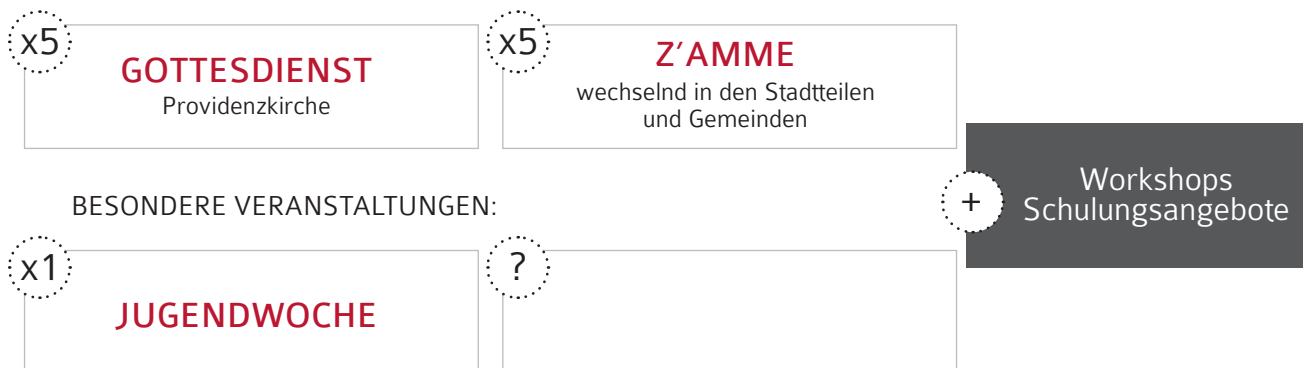 x5
GOTTESDIENST
Providenzkirche
x5
Z'AMME
wechselnd in den Stadtteilen
und Gemeinden
+
Workshops
Schulungsangebote
BESONDERE VERANSTALTUNGEN:
x1
JUGENDWOCHE
?